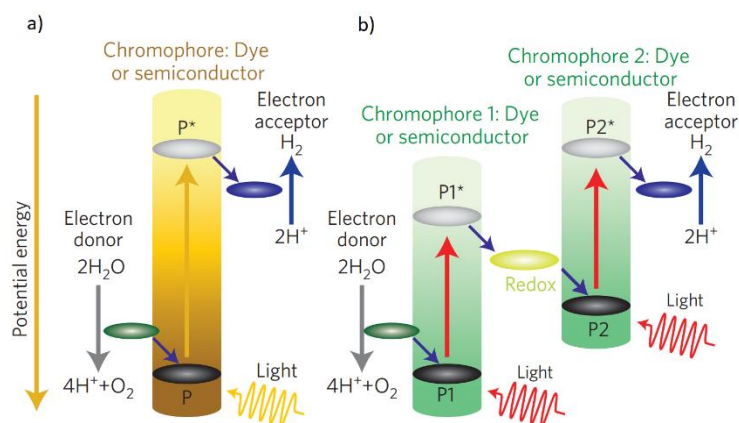 a)
Chromophore: Dye
or semiconductor
P*
Electron
acceptor
H₂
2H⁺
Electron
donor
2H₂O
4H⁺+O₂
P
Light
Potential energy
b)
Chromophore 2: Dye
or semiconductor
Chromophore 1: Dye
or semiconductor
P2*
Electron
acceptor
H₂
2H⁺
P1*
Redox
Electron
donor
2H₂O
4H⁺+O₂
P1
Light
P2
Light